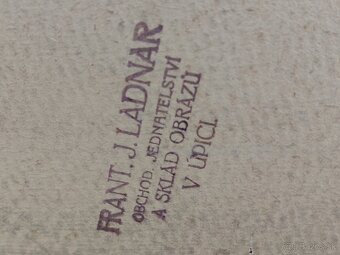 FRANT. J. LADNAR
OBCHOD. JEDNATELSTVÍ
A SKLAD OBRAZŮ
V ÚPICI.